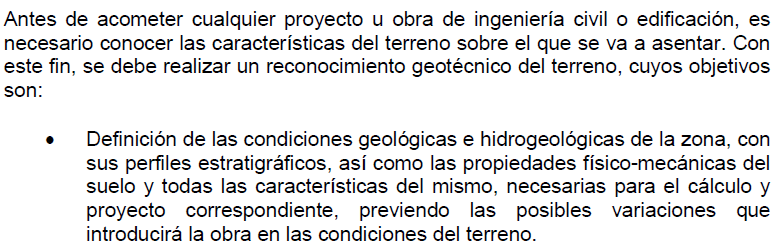 Antes de acometer cualquier proyecto u obra de ingeniería civil o edificación, es
necesario conocer las características del terreno sobre el que se va a asentar. Con
este fin, se debe realizar un reconocimiento geotécnico del terreno, cuyos objetivos
son:
• Definición de las condiciones geológicas e hidrogeológicas de la zona, con
sus perfiles estratigráficos, así como las propiedades físico-mecánicas del
suelo y todas las características del mismo, necesarias para el cálculo y
proyecto correspondiente, previendo las posibles variaciones que
introducirá la obra en las condiciones del terreno.